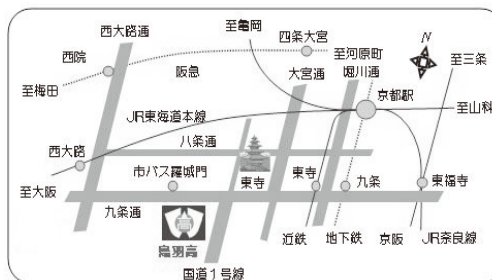 西大路通
至亀岡
四条大宮
N
西院
至河原町
至三条
阪急
大宮通
堀川通
至梅田
京都駅
JR東海道本線
至山科
八条通
西大路
市バス羅城門
東寺
東寺
九条
東福寺
至大阪
九条通
鳥羽高
近鉄
地下鉄
京阪
JR奈良線
国道1号線